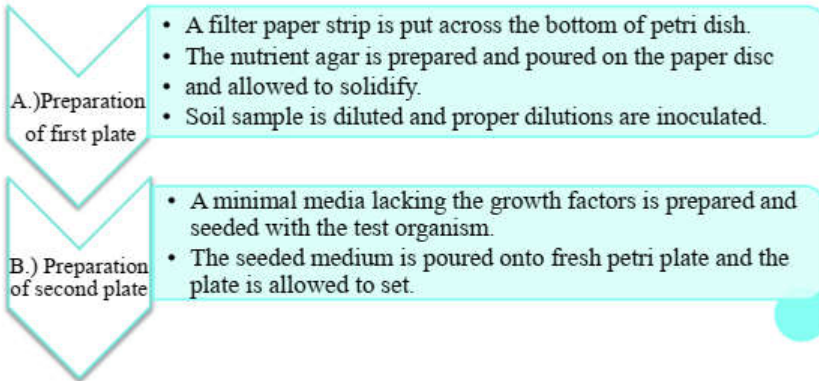 A.)Preparation
of first plate
• A filter paper strip is put across the bottom of petri dish.
• The nutrient agar is prepared and poured on the paper disc
• and allowed to solidify.
• Soil sample is diluted and proper dilutions are inoculated.
B.) Preparation
of second plate
• A minimal media lacking the growth factors is prepared and
seeded with the test organism.
• The seeded medium is poured onto fresh petri plate and the
plate is allowed to set.